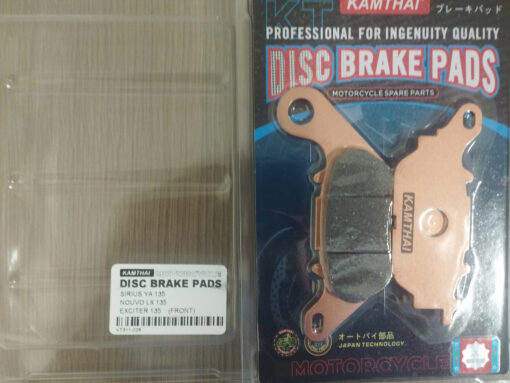 KAMTHAI
DISC BRAKE PADS
SIRIUS YA 135
NOUVO LX 135
EXCITER 135 (FRONT)
KT
KAMTHAI
ブレーキパッド
PROFESSIONAL FOR INGENUITY QUALITY
DISC BRAKE PADS
MOTORCYCLE SPARE PARTS
KAMTHAI
オートバイ部品
JAPAN TECHNOLOGY.
MOTORCYCLE